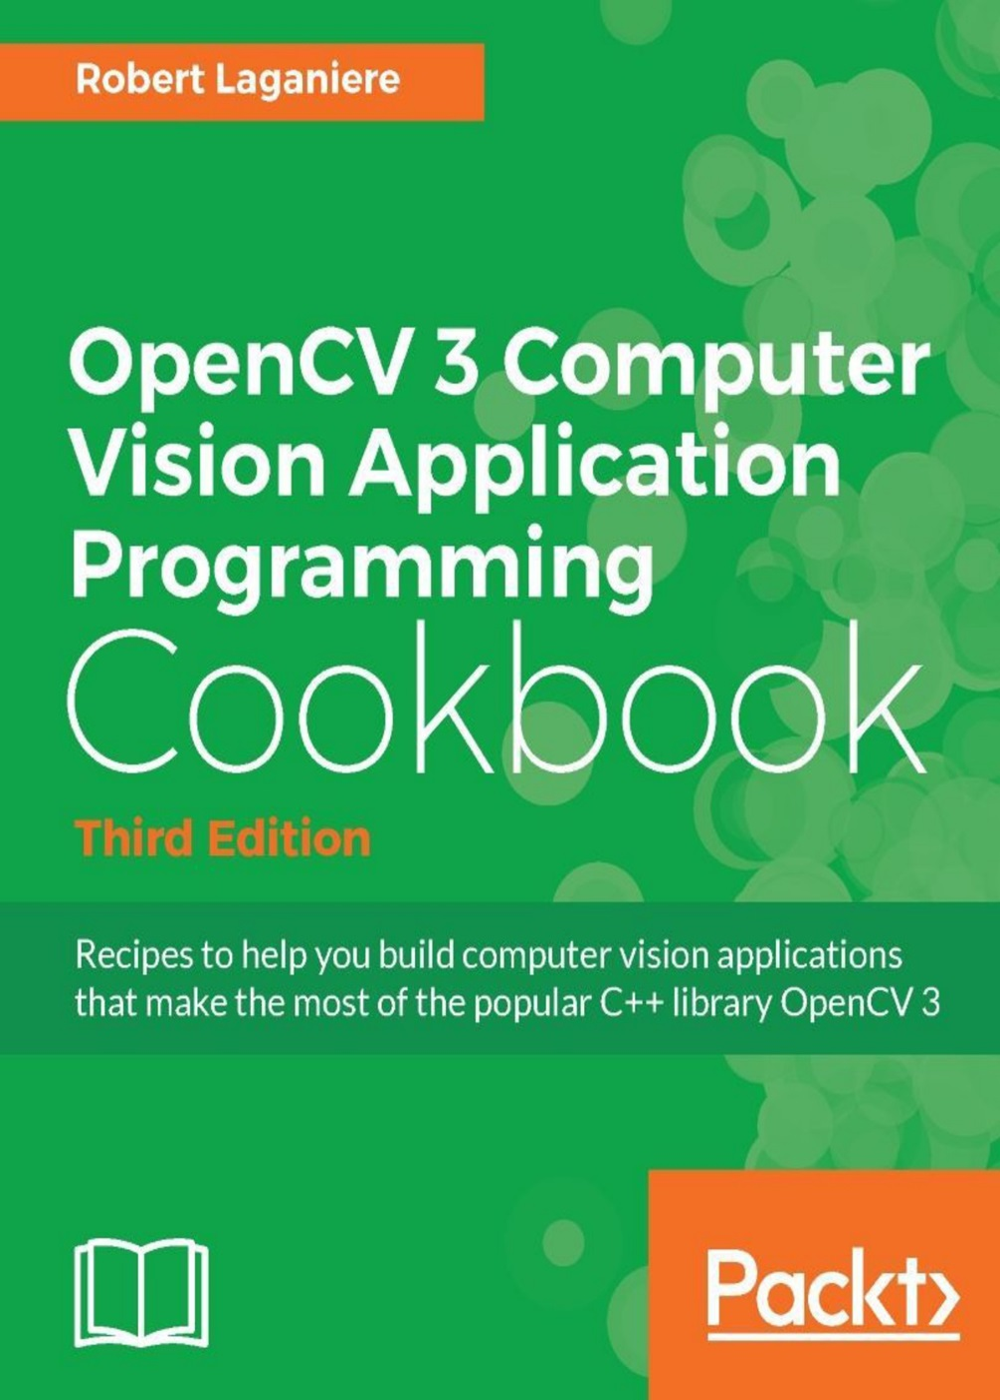 Robert Laganiere
OpenCV 3 Computer
Vision Application
Programming
Cookbook
Third Edition
Recipes to help you build computer vision applications
that make the most of the popular C++ library OpenCV 3
Packt>